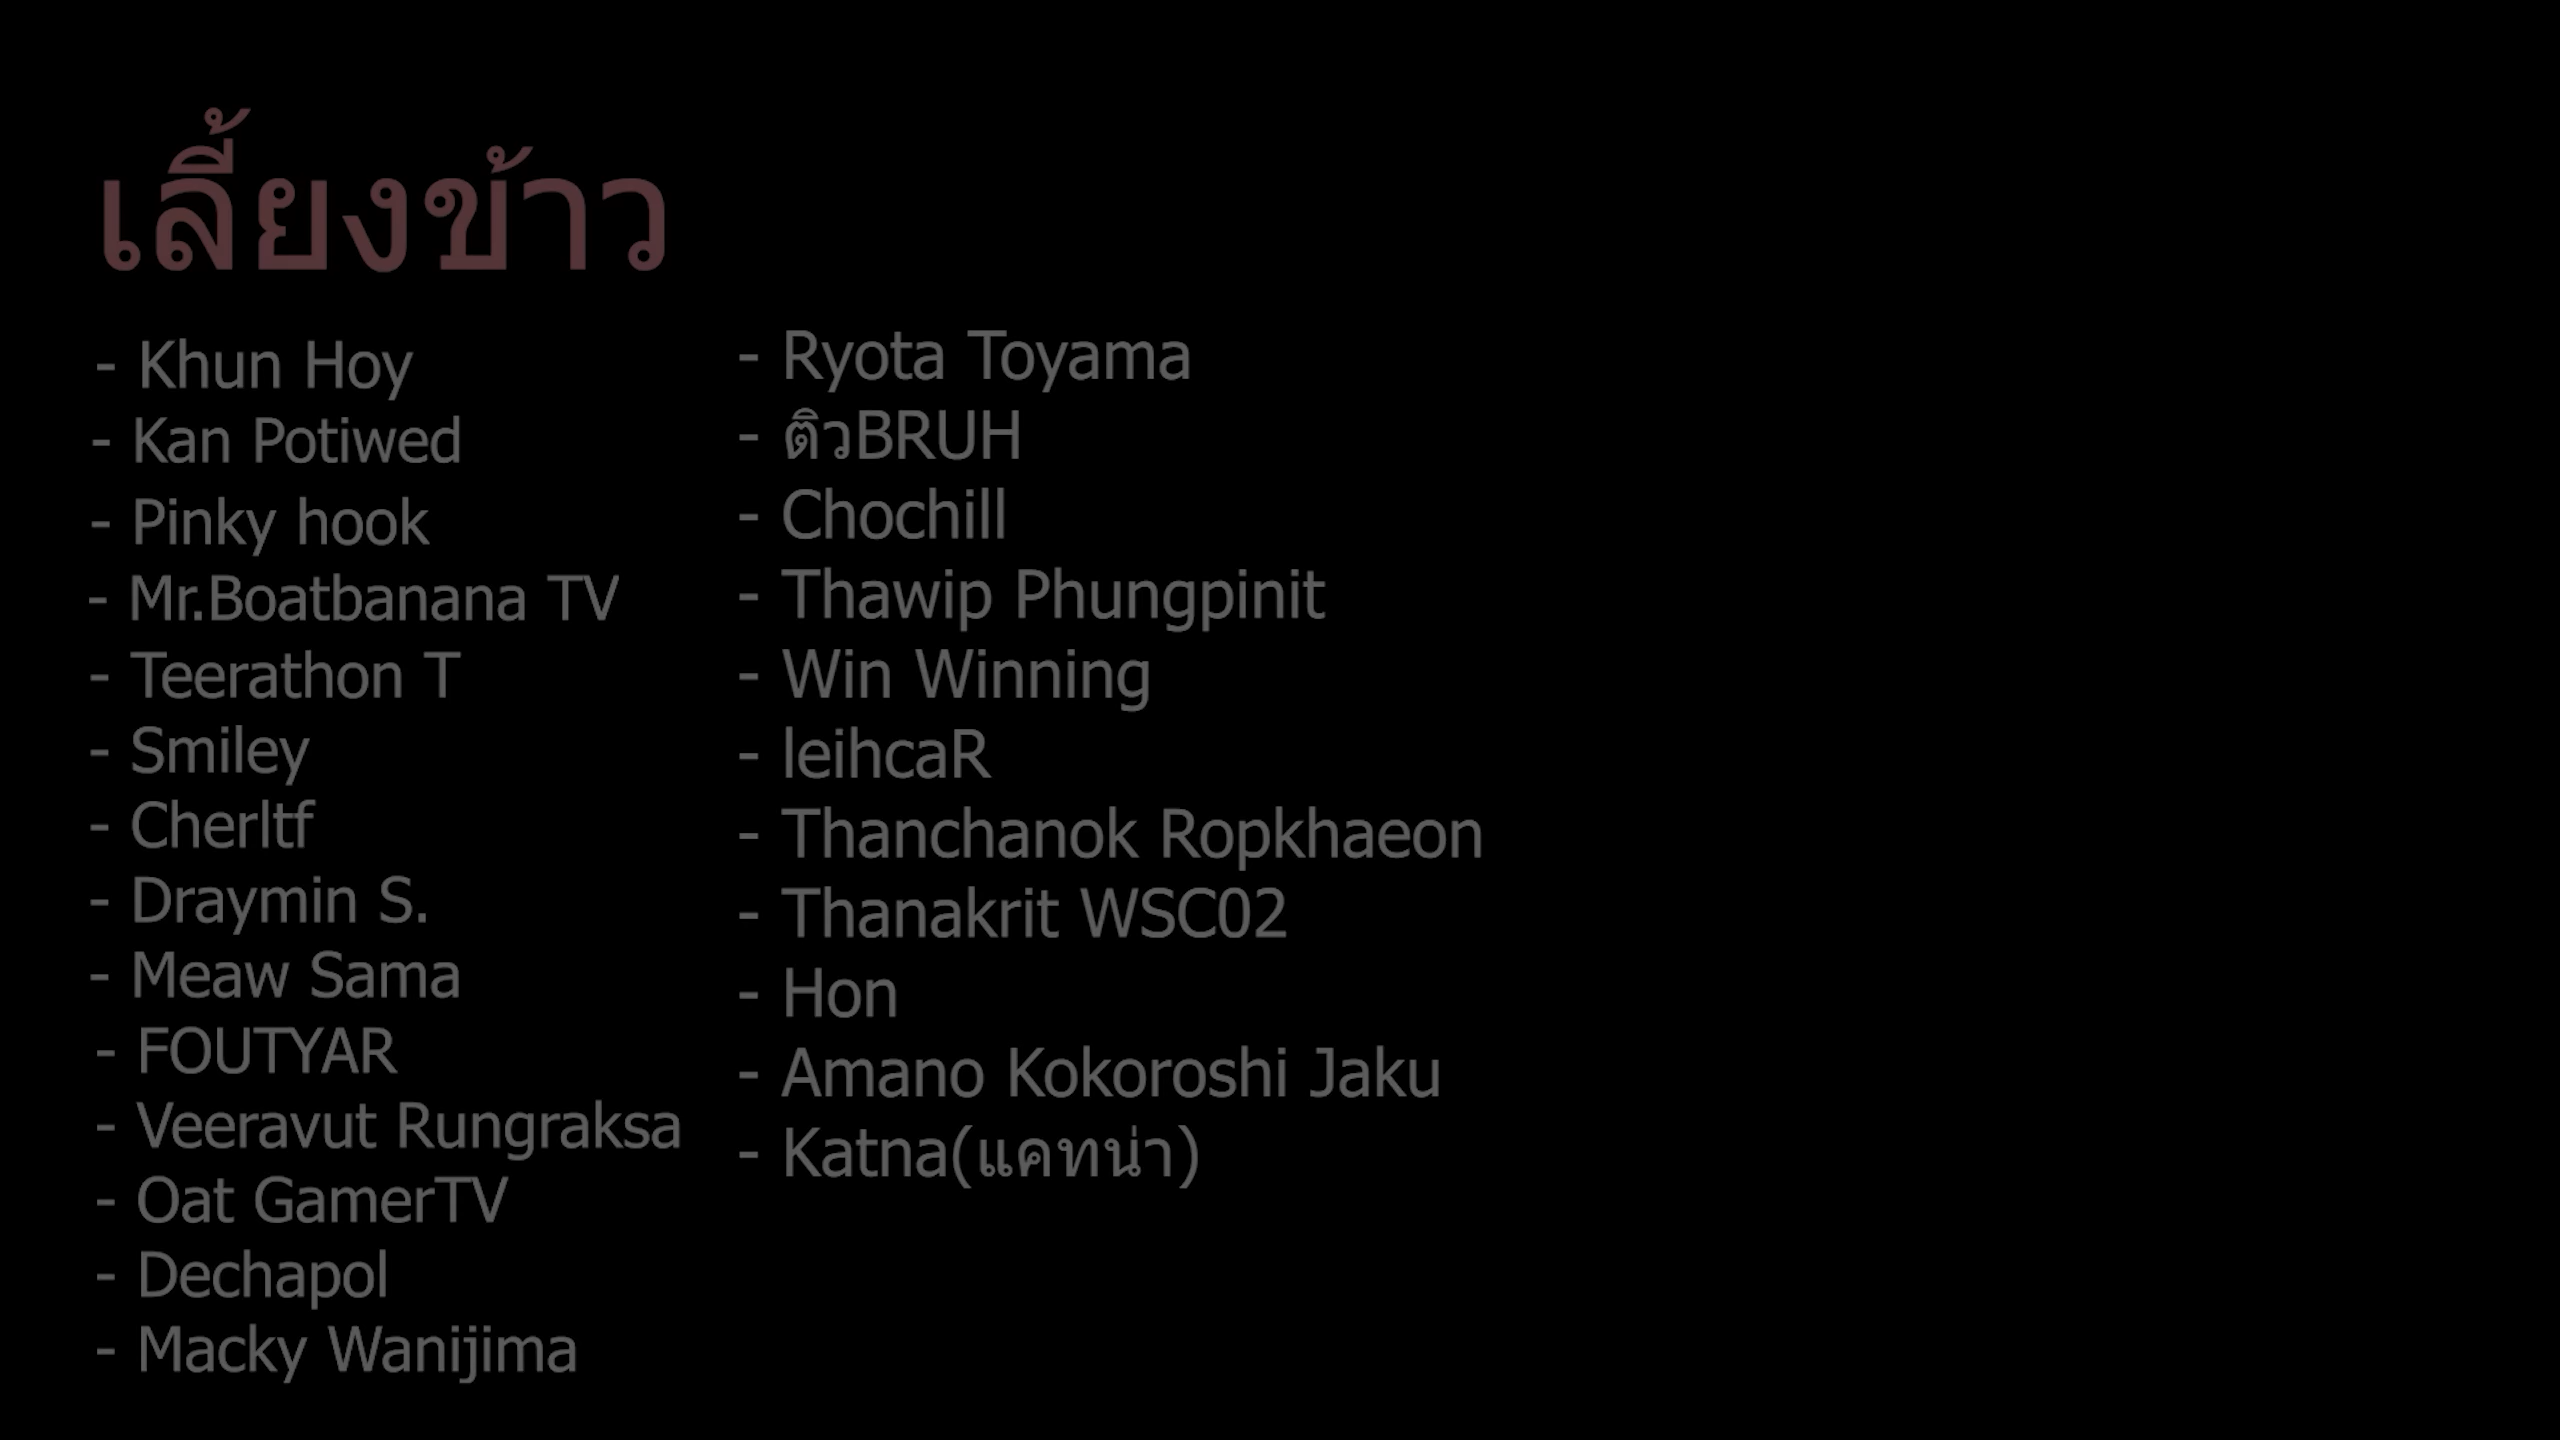 เลี้ยงข้าว
- Khun Hoy
- Kan Potiwed
- Pinky hook
- Mr.Boatbanana TV
- Teerathon T
- Smiley
- Cherltf
- Draymin S.
- Meaw Sama
- FOUTYAR
- Veeravut Rungraksa
- Oat GamerTV
- Dechapol
- Macky Wanijima
- Ryota Toyama
- ติวBRUH
- Chochill
- Thawip Phungpinit
- Win Winning
- leihcaR
- Thanchanok Ropkhaeon
- Thanakrit WSC02
- Hon
- Amano Kokoroshi Jaku
- Katna(แคทน่า)